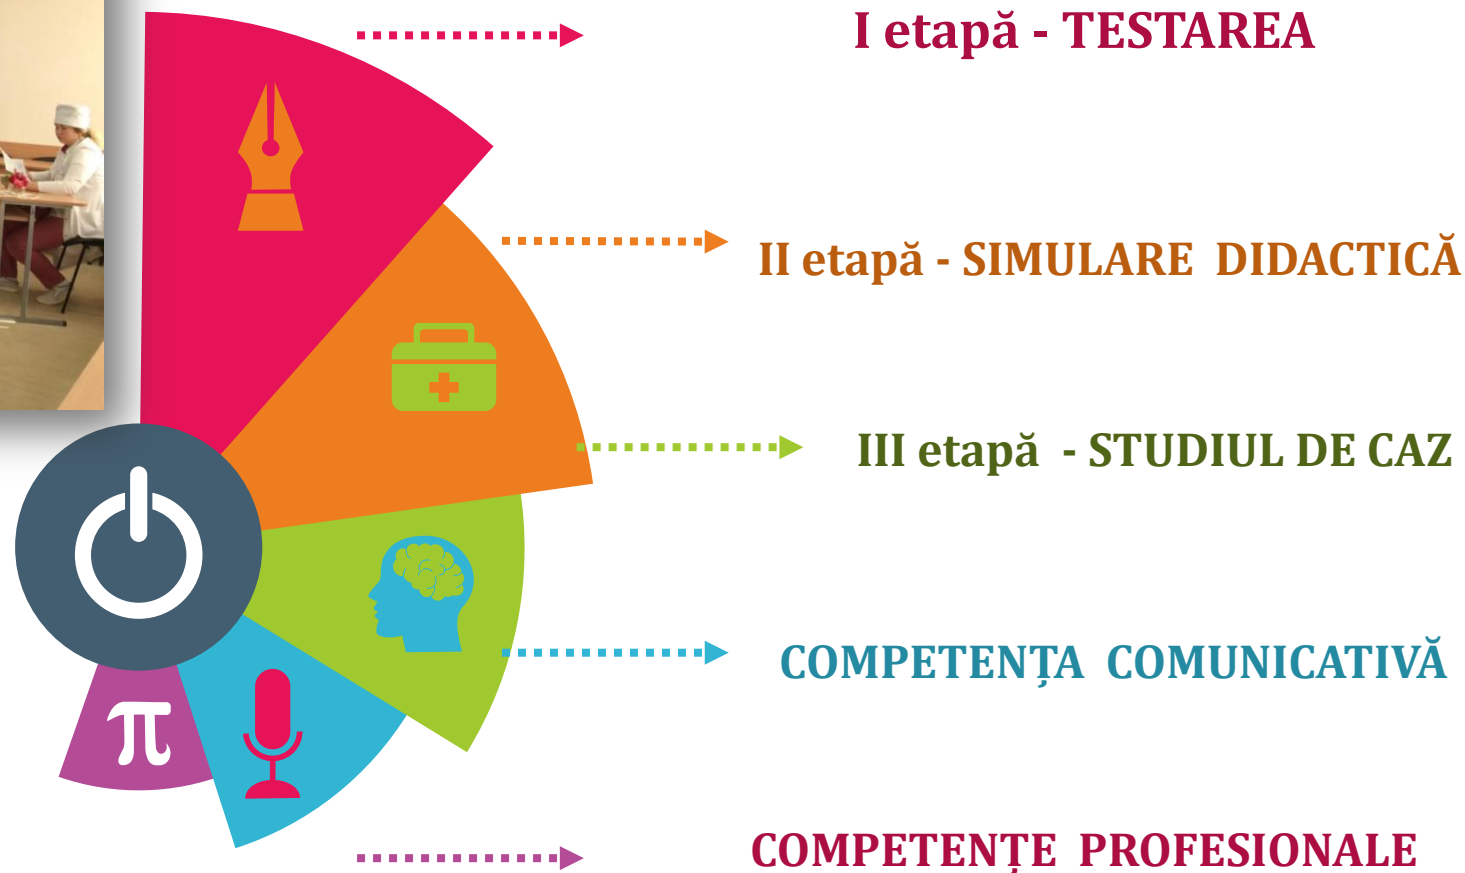 I etapă - TESTAREA
II etapă - SIMULARE DIDACTICĂ
III etapă - STUDIUL DE CAZ
COMPETENȚA COMUNICATIVĂ
π
COMPETENȚE PROFESIONALE